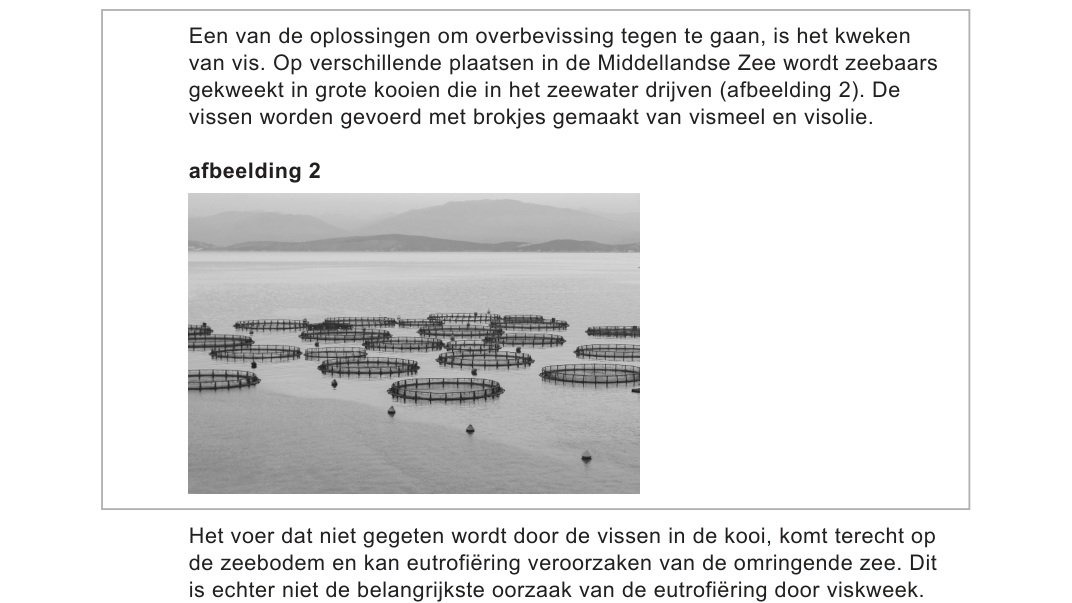 Een van de oplossingen om overbevissing tegen te gaan, is het kweken
van vis. Op verschillende plaatsen in de Middellandse Zee wordt zeebaars
gekweekt in grote kooien die in het zeewater drijven (afbeelding 2). De
vissen worden gevoerd met brokjes gemaakt van vismeel en visolie.
afbeelding 2
Het voer dat niet gegeten wordt door de vissen in de kooi, komt terecht op
de zeebodem en kan eutrofiëring veroorzaken van de omringende zee. Dit
is echter niet de belangrijkste oorzaak van de eutrofiëring door viskweek.